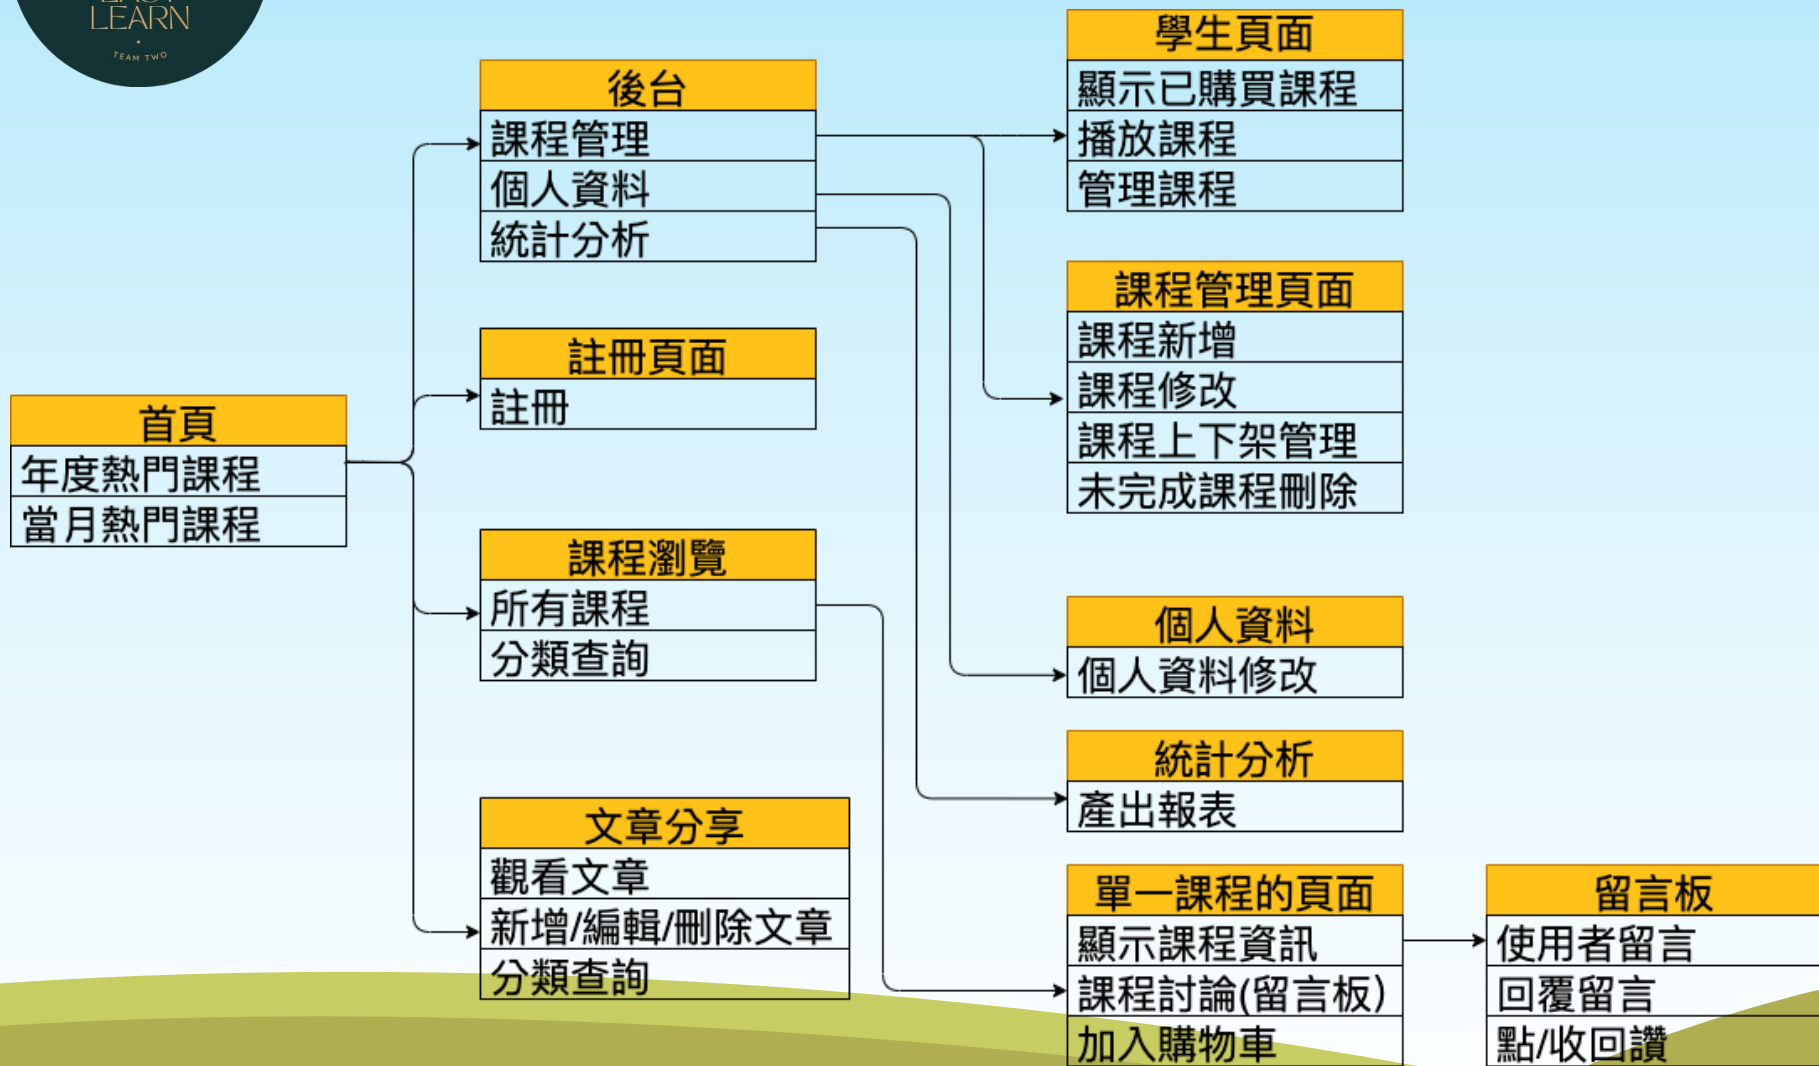 LEARN
TEAM TWO
首頁
年度熱門課程
當月熱門課程
後台
課程管理
個人資料
統計分析
註冊頁面
註冊
課程瀏覽
所有課程
分類查詢
文章分享
觀看文章
新增/編輯/刪除文章
分類查詢
學生頁面
顯示已購買課程
播放課程
管理課程
課程管理頁面
課程新增
課程修改
課程上下架管理
未完成課程刪除
個人資料
個人資料修改
統計分析
產出報表
單一課程的頁面
顯示課程資訊
課程討論(留言板)
加入購物車
留言板
使用者留言
回覆留言
點/收回讚